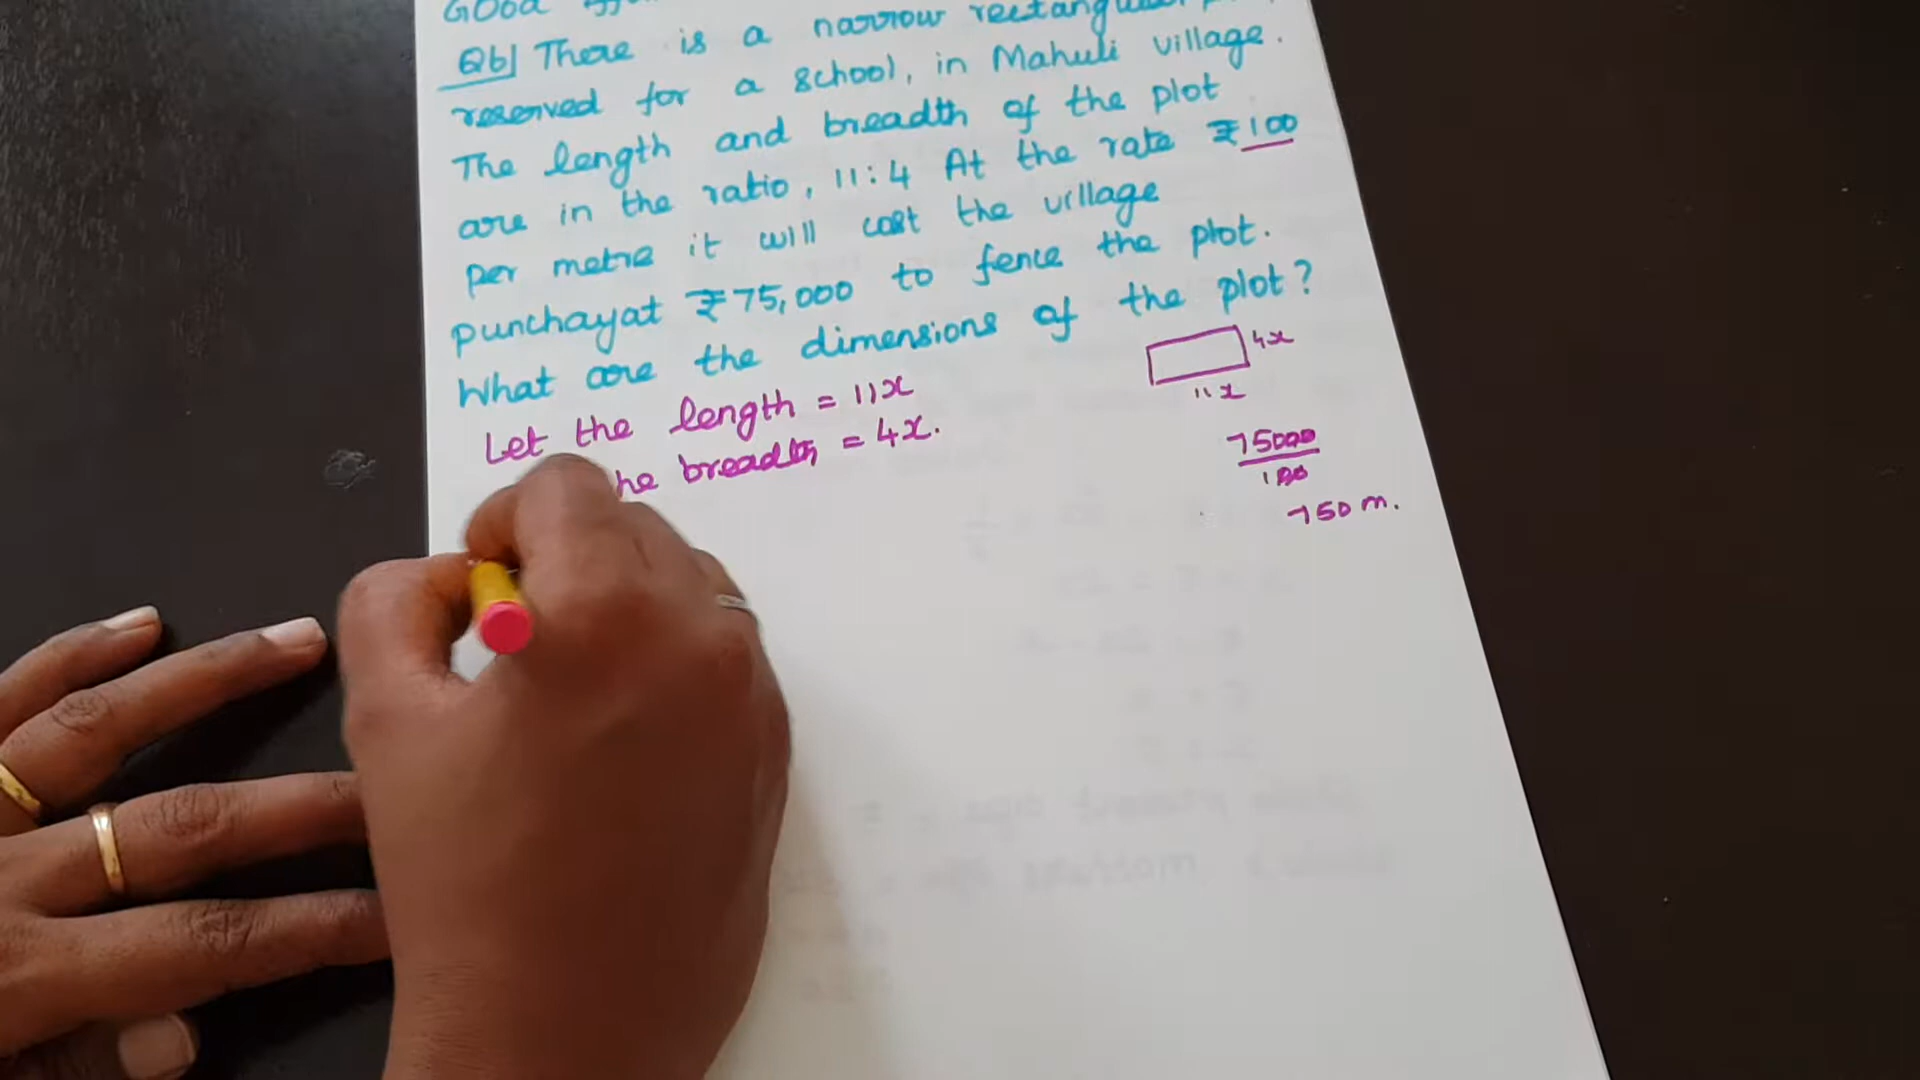 Good
Q6] There is a narrow rectangular
reserved for a school, in Mahuli village.
The length and breadth of the plot
are in the ratio, 11:4 At the rate ₹100
per metre it will cost the village
punchayat ₹75,000 to fence the plot.
What are the dimensions of the plot?
4x
11x
Let the length = 11x
he breadth = 4x.
75000
100
750 m.